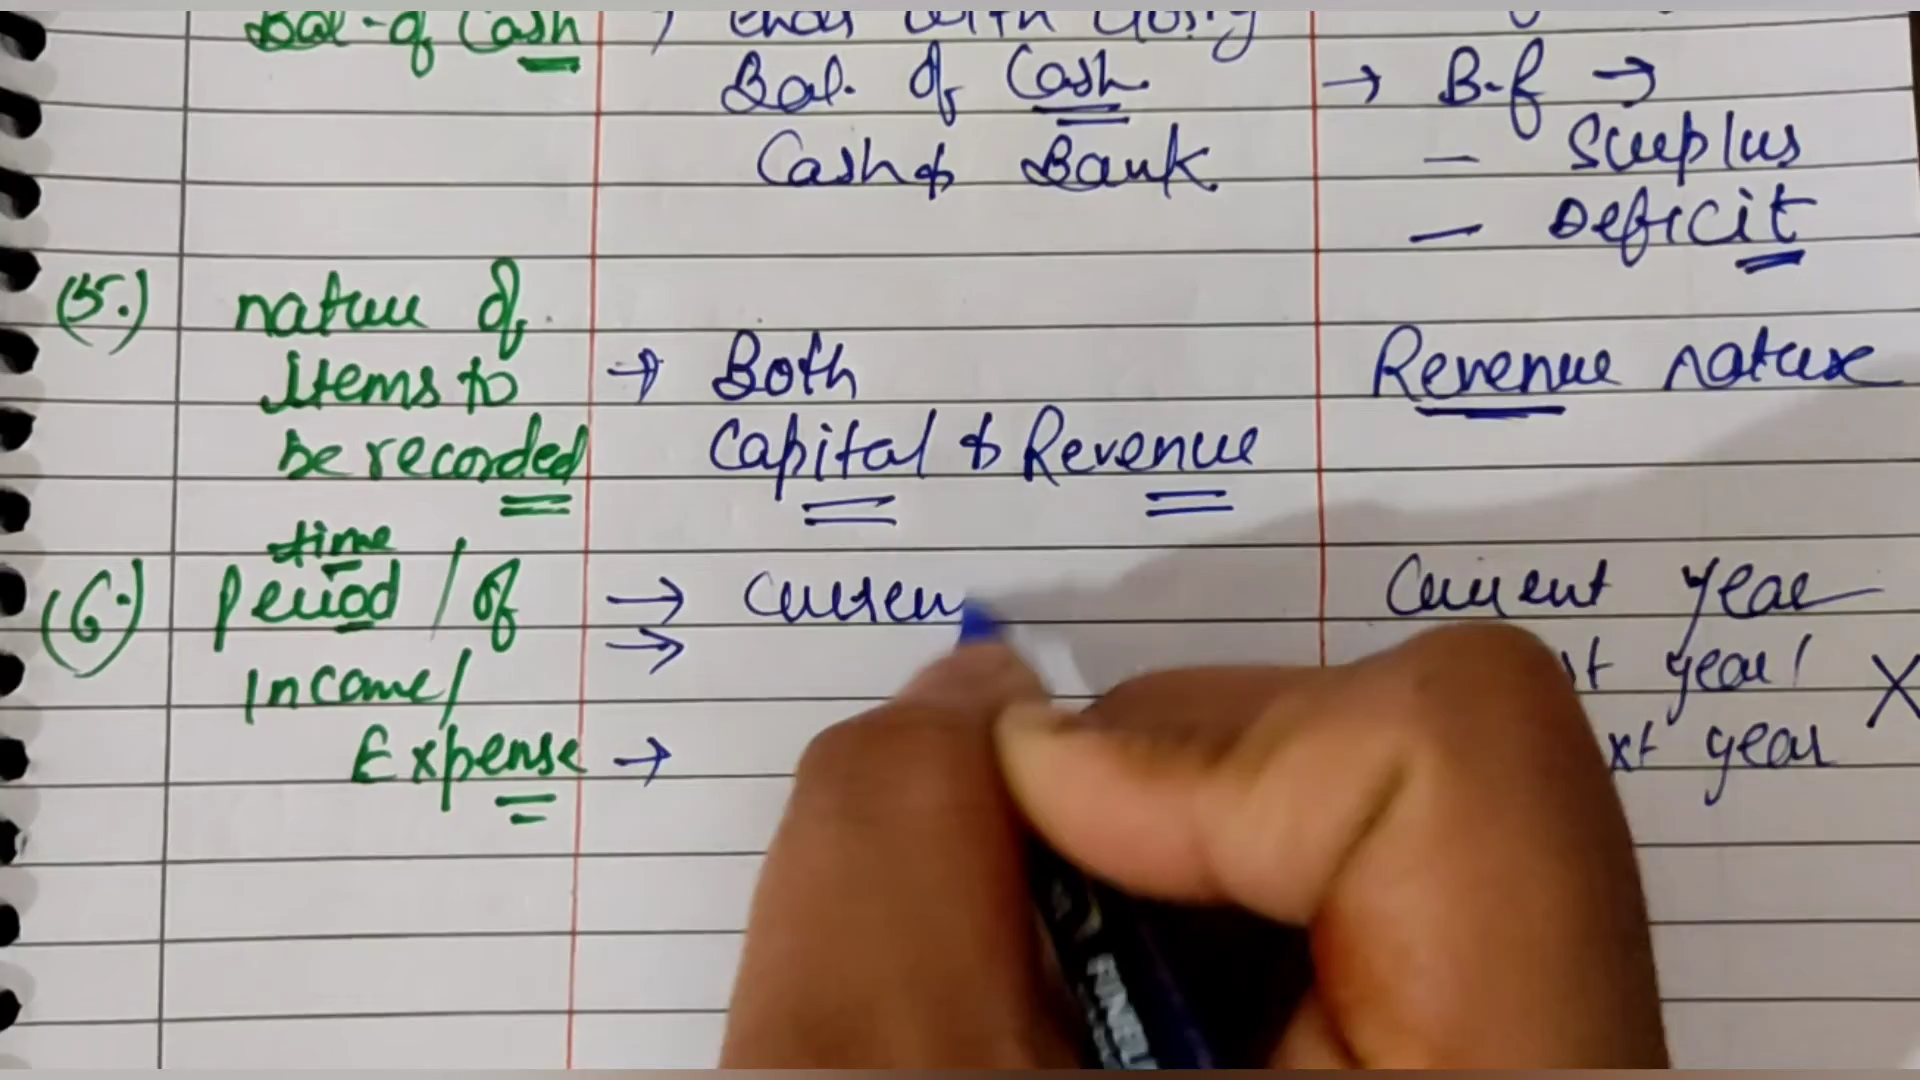 Bal-of Cash
Bal. of Cash
Cash & Bank
→ B-f →
— Surplus
— Deficit
(5.) nature of
items to → Both Revenue nature
be recorded Capital & Revenue
time
(6.) Period / of → Curren Current year
Income/ → year/ X
Expense → year